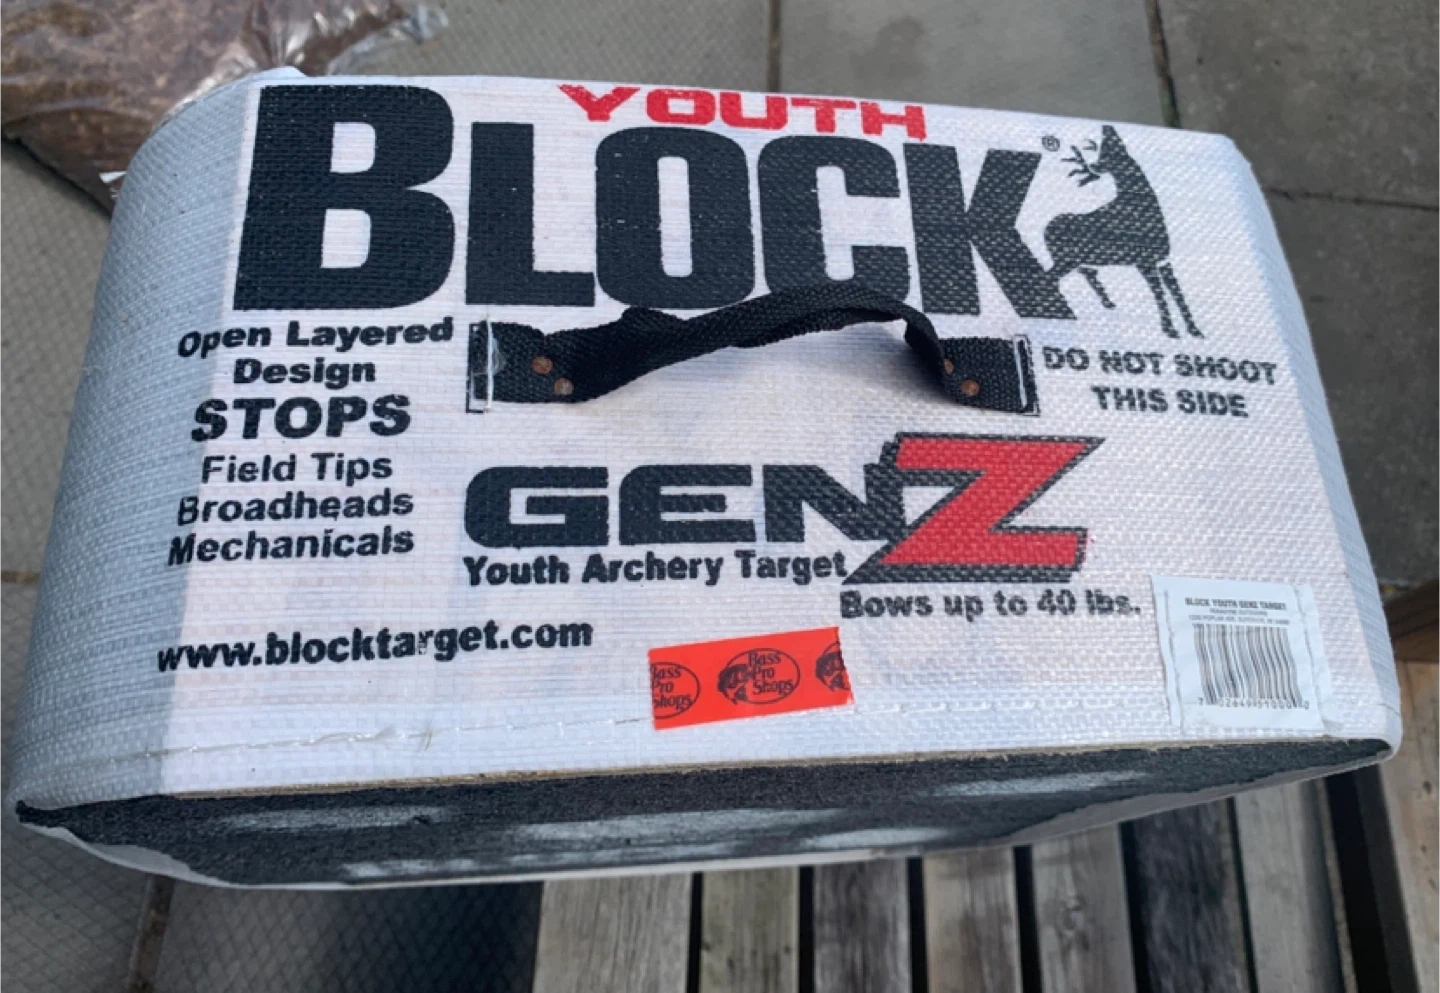 YOUTH
BLOCK®
Open Layered
Design
STOPS
Field Tips
Broadheads
Mechanicals
DO NOT SHOOT
THIS SIDE
GENZ
Youth Archery Target
Bows up to 40 lbs.
www.blocktarget.com
Bass
Pro
Shops
Bass
Pro
Shops
BLOCK YOUTH GENZ TARGET